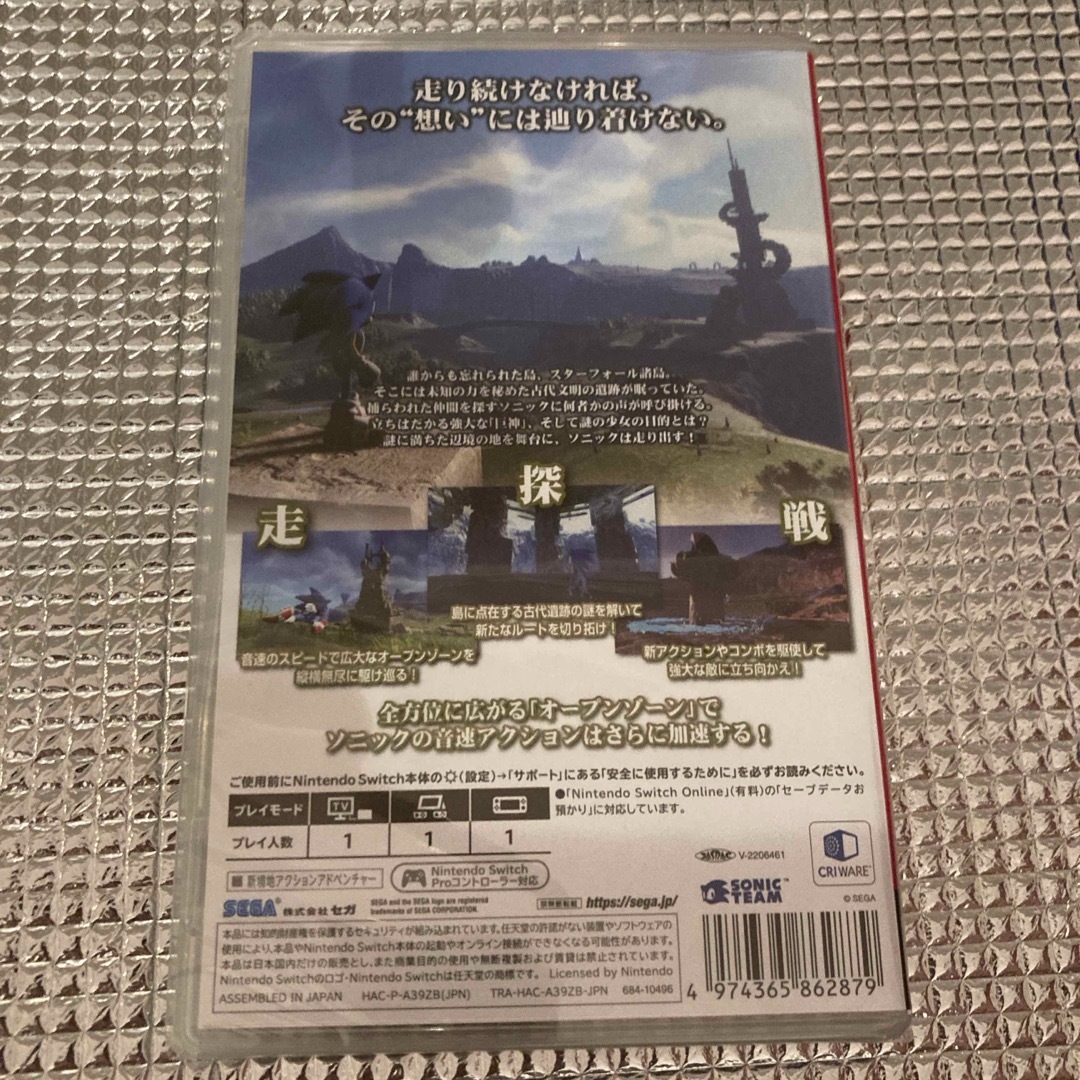 走り続けなければ、
その“想い”には辿り着けない。
誰からも忘れられた島、スターフォール諸島。
そこには未知の力を秘めた古代文明の遺跡が眠っていた。
捕らわれた仲間を探すソニックに何者かの声が呼び掛ける。
立ちはだかる強大な「巨神」、そして謎の少女の目的とは？
謎に満ちた辺境の地を舞台に、ソニックは走り出す！
走
探
戦
音速のスピードで広大なオープンゾーンを
縦横無尽に駆け巡る！
島に点在する古代遺跡の謎を解いて
新たなルートを切り拓け！
新アクションやコンボを駆使して
強大な敵に立ち向かえ！
全方位に広がる「オープンゾーン」で
ソニックの音速アクションはさらに加速する！
ご使用前にNintendo Switch本体の(設定)→「サポート」にある「安全に使用するために」を必ずお読みください。
プレイモード TV
プレイ人数 1 1 1
●「Nintendo Switch Online」(有料)の「セーブデータお
預かり」に対応しています。
V-2206461
CRIWARE
新境地アクションアドベンチャー
Nintendo Switch
Proコントローラー対応
SONIC
TEAM
© SEGA
SEGA 株式会社 セガ
SEGA and the SEGA logo are registered
trademarks of SEGA CORPORATION.
禁無断転載
https://sega.jp/
本品には知的財産権を保護するセキュリティが組み込まれています。任天堂の許諾がない装置やソフトウェアの
使用により、本品やNintendo Switch本体の起動やオンライン接続ができなくなる可能性があります。
本品は日本国内だけの販売とし、また商業目的の使用や無断複製および賃貸は禁止します。
Nintendo Switchのロゴ・Nintendo Switchは任天堂の商標です。 Licensed by Nintendo
ASSEMBLED IN JAPAN HAC-P-A39ZB(JPN) TRA-HAC-A39ZB-JPN 684-10496
4 974365 862879